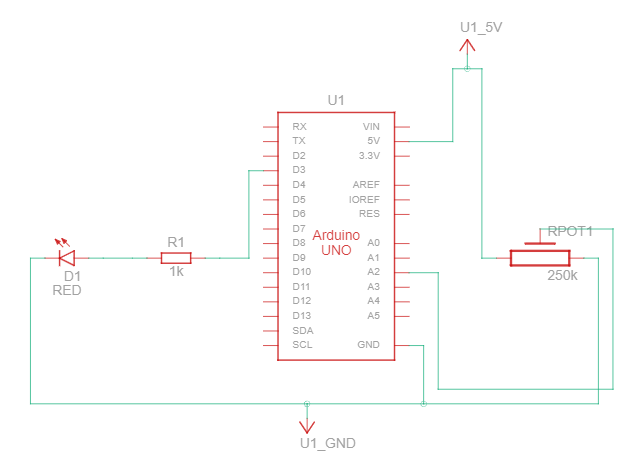 U1_5V
U1
RX
VIN
TX
5V
D2
3.3V
D3
D4
AREF
D5
IOREF
D6
RES
D7
Arduino
UNO
D8
A0
D9
A1
D10
A2
D11
A3
D12
A4
D13
A5
SDA
SCL
GND
R1
1k
D1
RED
RPOT1
250k
U1_GND